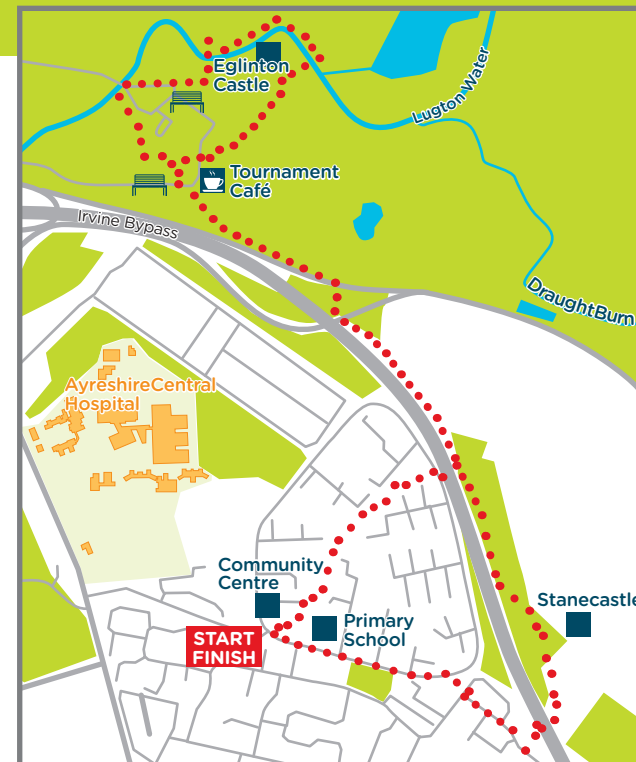 Eglinton
Castle
Lugton Water
Tournament
Café
Irvine Bypass
DraughtBurn
AyreshireCentral
Hospital
Community
Centre
Stanecastle
Primary
School
START
FINISH